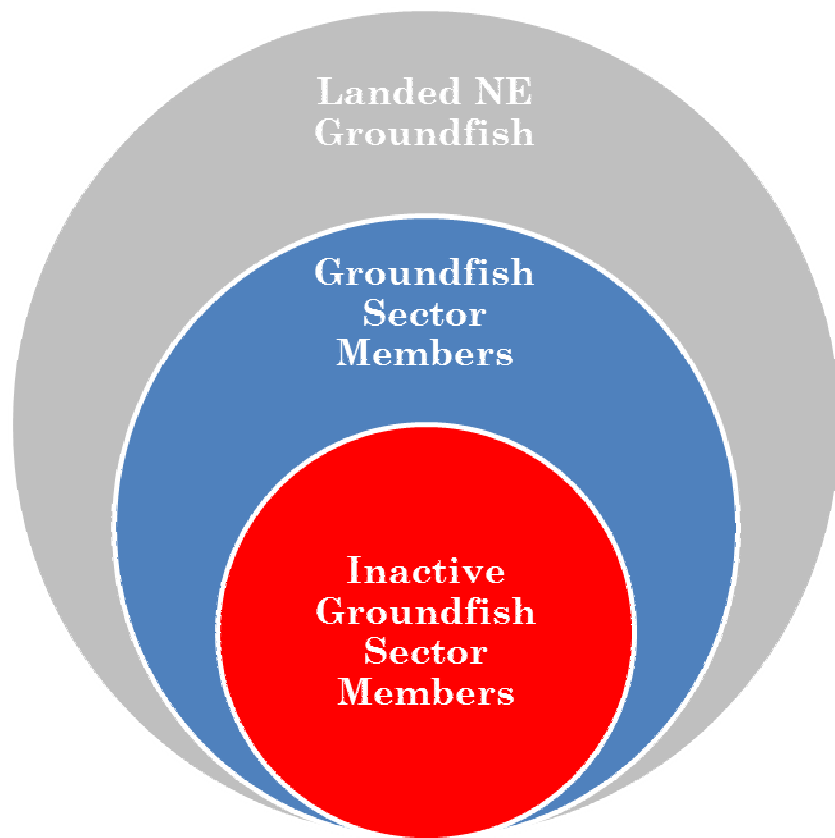 Landed NE
Groundfish
Groundfish
Sector
Members
Inactive
Groundfish
Sector
Members